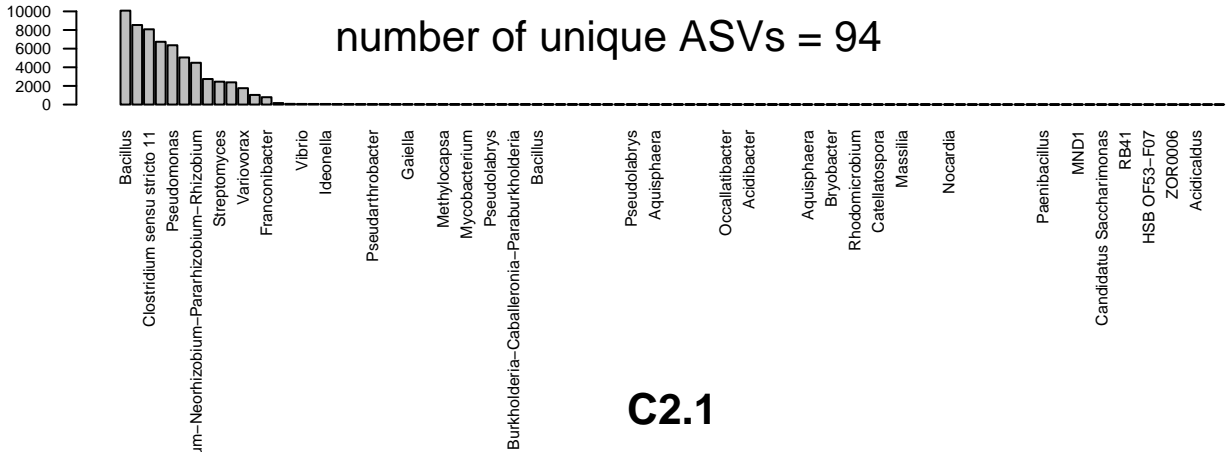 number of unique ASVs = 94
10000
8000
6000
4000
2000
0
Bacillus
Clostridium sensu stricto 11
Pseudomonas
um−Neorhizobium−Pararhizobium−Rhizobium
Streptomyces
Variovorax
Franconibacter
Vibrio
Ideonella
Pseudarthrobacter
Gaiella
Methylocapsa
Mycobacterium
Pseudolabrys
Burkholderia−Caballeronia−Paraburkholderia
Bacillus
Pseudolabrys
Aquisphaera
Occallatibacter
Acidibacter
Aquisphaera
Bryobacter
Rhodomicrobium
Catellatospora
Massilia
Nocardia
Paenibacillus
MND1
Candidatus Saccharimonas
RB41
HSB OF53−F07
ZOR0006
Acidicaldus
C2.1